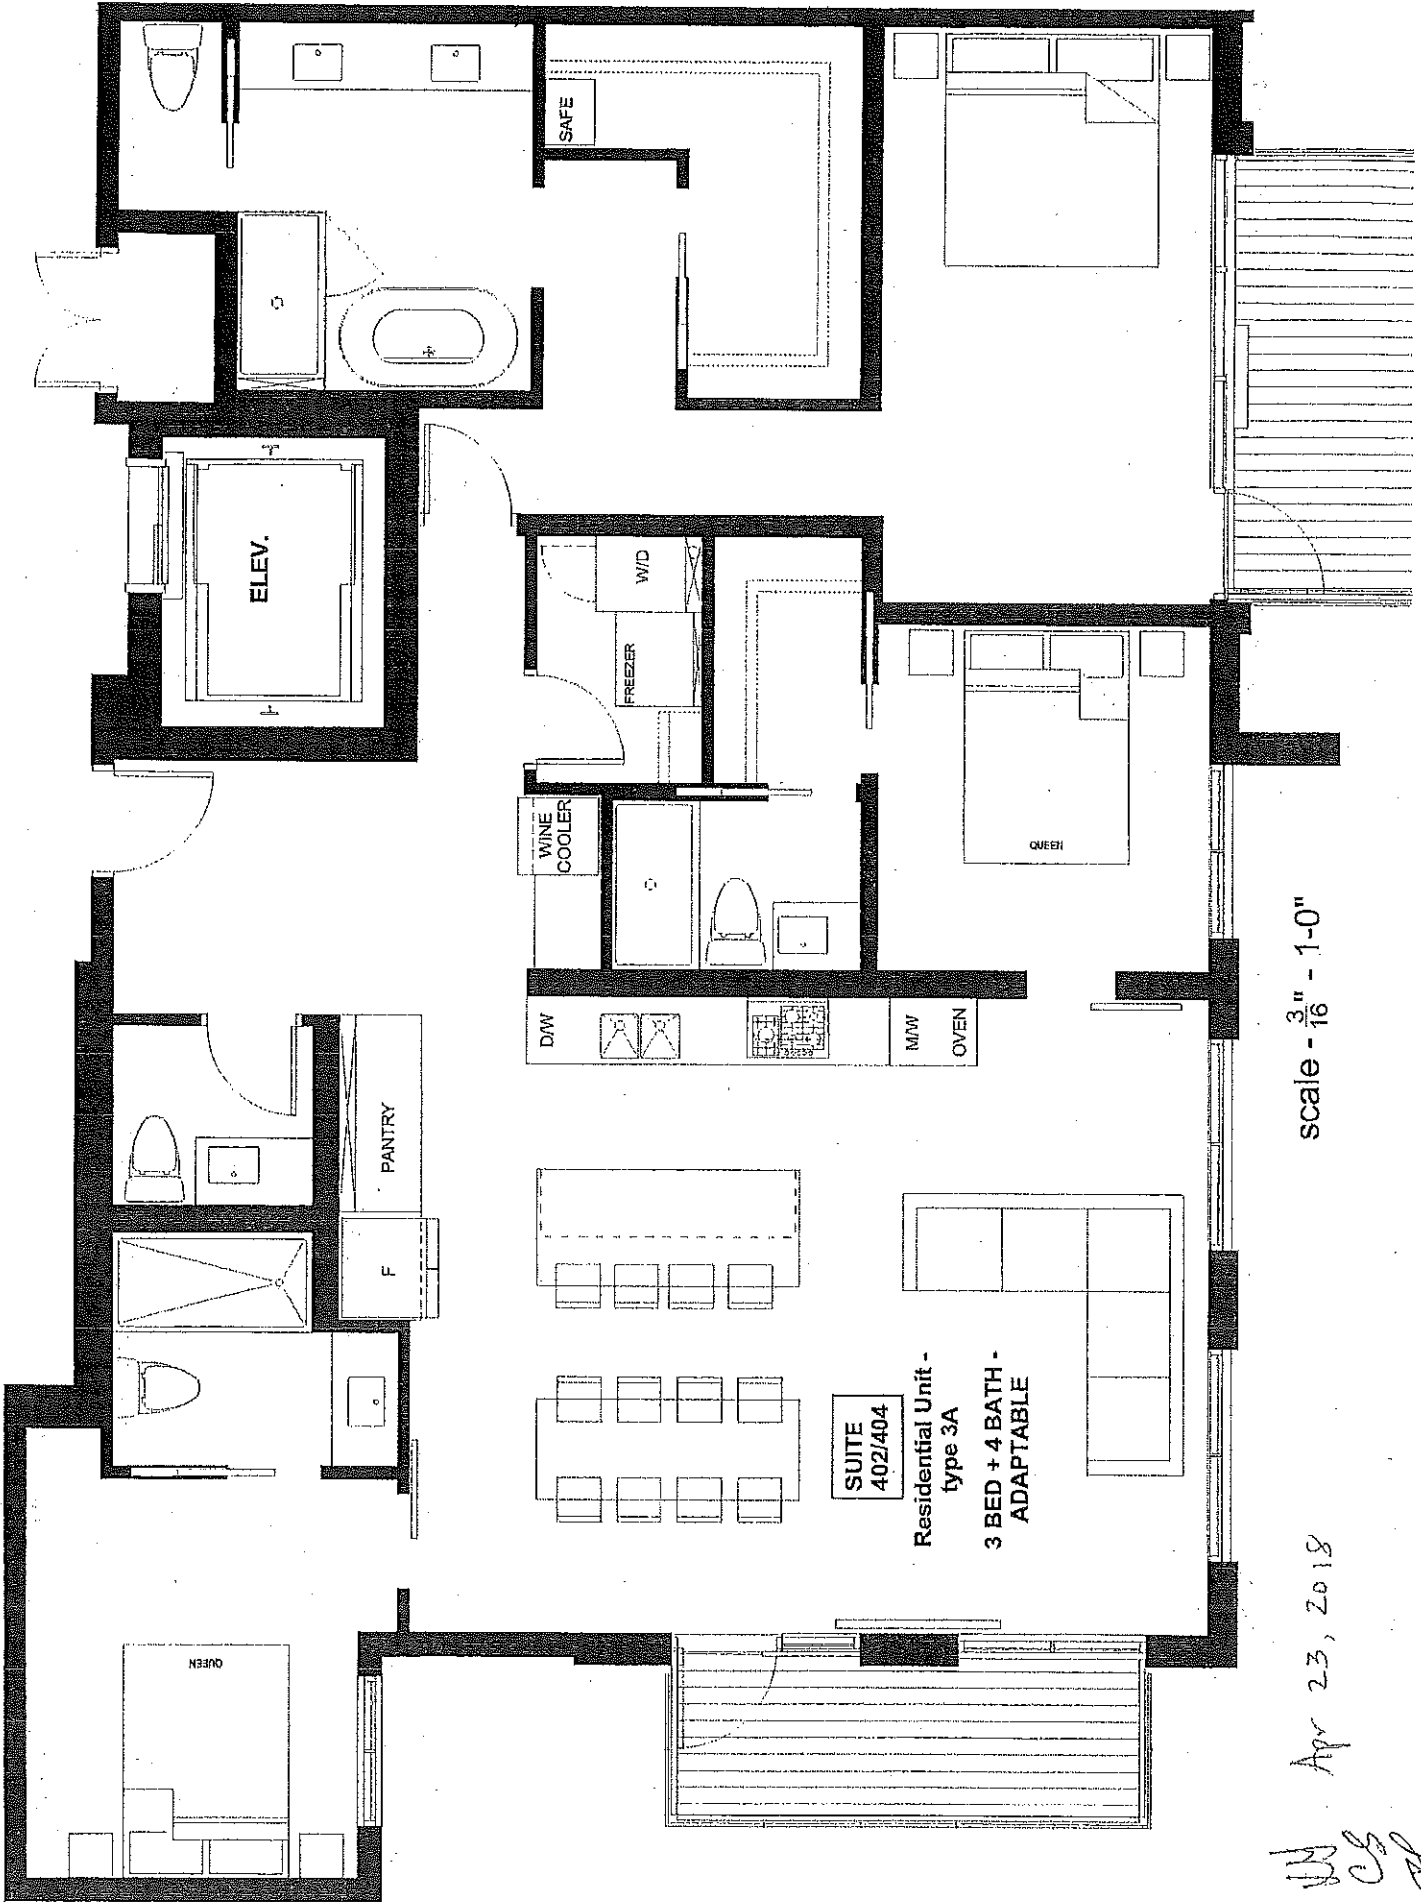 SAFE
ELEV.
W/D
FREEZER
WINE
COOLER
QUEEN
D/W
M/W
OVEN
PANTRY
F
SUITE
402/404
Residential Unit -
type 3A
3 BED + 4 BATH -
ADAPTABLE
QUEEN
scale - 3/16" - 1-0"
Apr 23, 2018